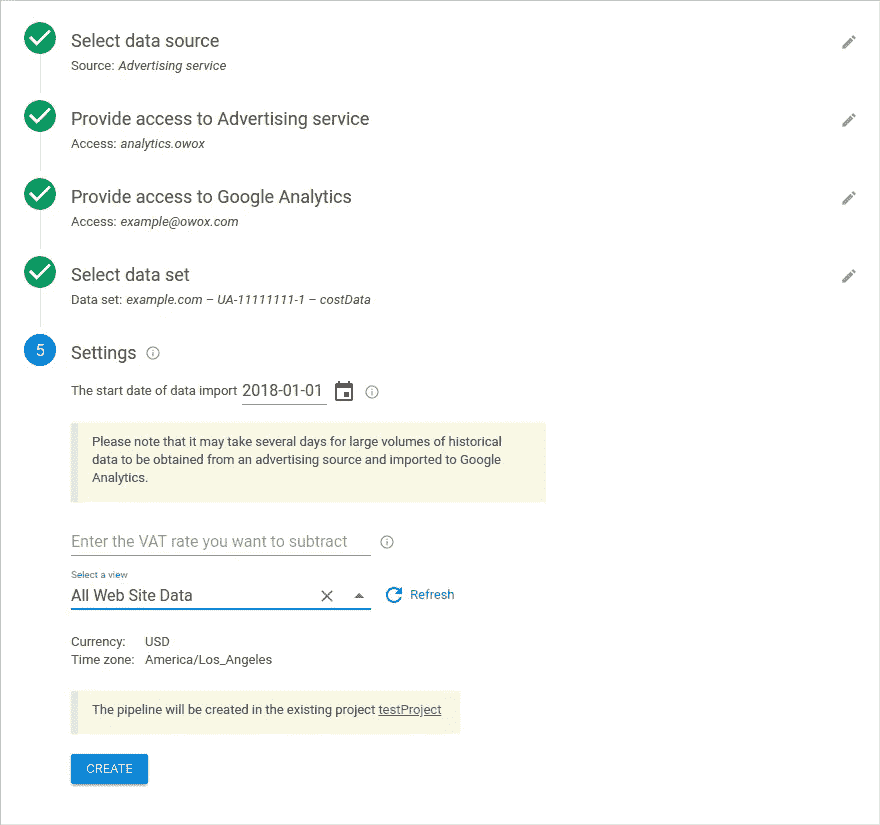 Select data source
Source: Advertising service
Provide access to Advertising service
Access: analytics.owox
Provide access to Google Analytics
Access: example@owox.com
Select data set
Data set: example.com – UA-11111111-1 – costData
5 Settings
The start date of data import 2018-01-01
Please note that it may take several days for large volumes of historical
data to be obtained from an advertising source and imported to Google
Analytics.
Enter the VAT rate you want to subtract
Select a view
All Web Site Data Refresh
Currency: USD
Time zone: America/Los_Angeles
The pipeline will be created in the existing project testProject
CREATE